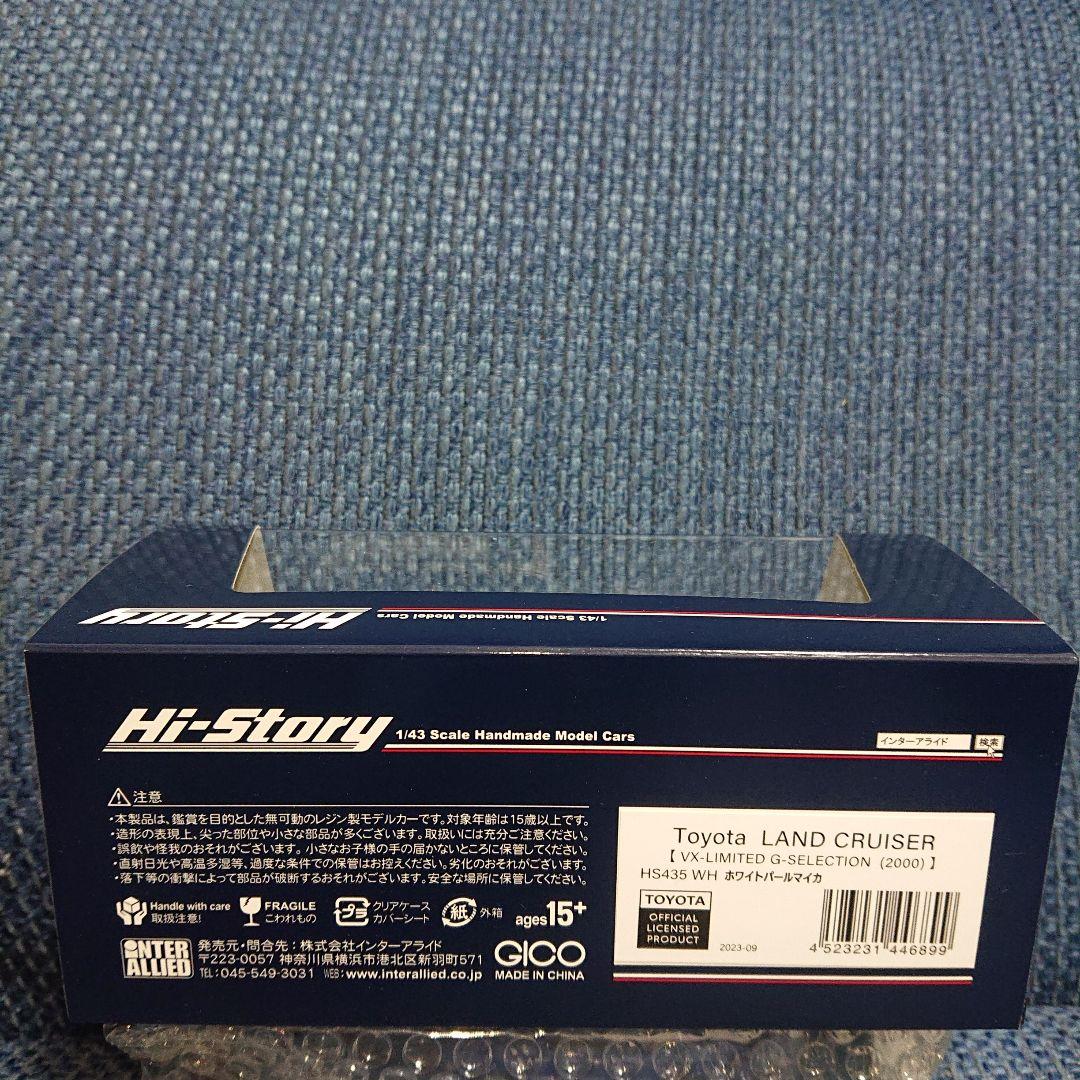 Hi-Story
1/43 Scale Handmade Model Cars
Hi-Story
1/43 Scale Handmade Model Cars
インターアライド 検索
注意
・本製品は、鑑賞を目的とした無可動のレジン製モデルカーです。対象年齢は15歳以上です。
・造形の表現上、尖った部位や小さな部品が多くございます。取扱いには充分ご注意ください。
・誤飲や怪我のおそれがございます。小さなお子様の手の届かないところに保管してください。
・直射日光や高温多湿等、過度な条件での保管はお控えください。劣化のおそれがございます。
・落下等の衝撃によって部品が破断するおそれがございます。安全な場所に保管してください。
Handle with care
取扱注意!
FRAGILE
こわれもの
プラ
クリアケース
カバーシート
紙
外箱
ages15+
INTER
ALLIED
発売元・問合先:株式会社インターアライド
〒223-0057 神奈川県横浜市港北区新羽町571
TEL:045-549-3031 WEB:www.interallied.co.jp
GICO
MADE IN CHINA
Toyota LAND CRUISER
【 VX-LIMITED G-SELECTION (2000) 】
HS435 WH ホワイトパールマイカ
TOYOTA
OFFICIAL
LICENSED
PRODUCT
2023-09
4 523231 446899